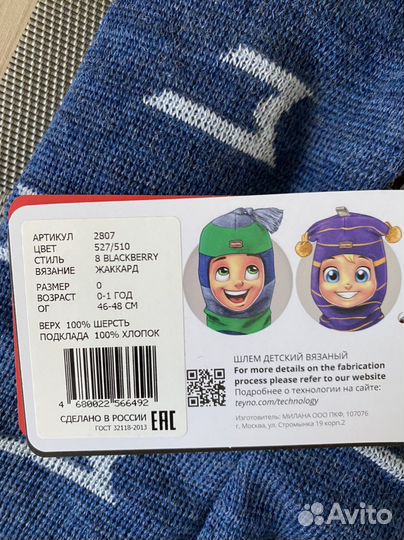 АРТИКУЛ 2807
ЦВЕТ 527/510
СТИЛЬ 8 BLACKBERRY
ВЯЗАНИЕ ЖАККАРД
РАЗМЕР 0
ВОЗРАСТ 0-1 ГОД
ОГ 46-48 СМ
ВЕРХ 100% ШЕРСТЬ
ПОДКЛАДА 100% ХЛОПОК
4 680022 566492
СДЕЛАНО В РОССИИ
ГОСТ 32118-2013
EAC
ШЛЕМ ДЕТСКИЙ ВЯЗАНЫЙ
For more details on the fabrication
process please refer to our website
Подробнее о технологии на сайте:
teyno.com/technology
Изготовитель: МИЛАНА ООО ПКФ, 107076
г. Москва, ул. Стромынка 19 корп.2
Avito